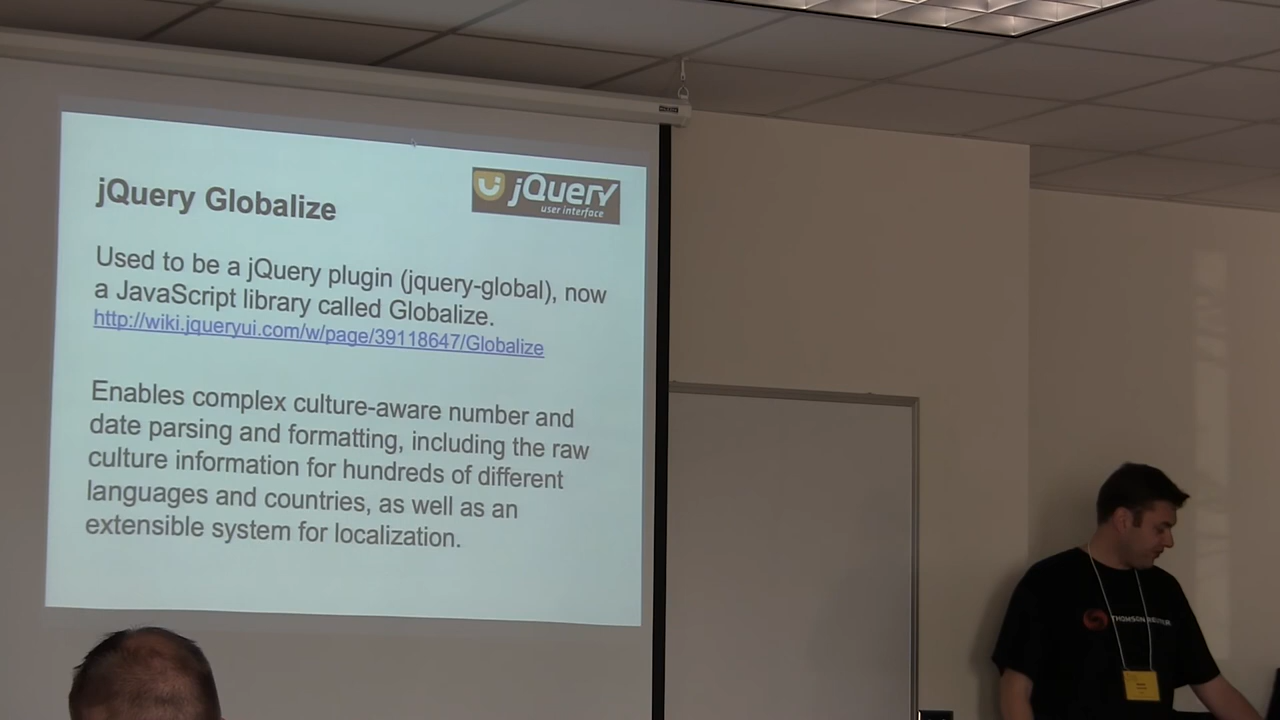 jQuery Globalize
jQuery
user interface
Used to be a jQuery plugin (jquery-global), now
a JavaScript library called Globalize.
http://wiki.jqueryui.com/w/page/39118647/Globalize
Enables complex culture-aware number and
date parsing and formatting, including the raw
culture information for hundreds of different
languages and countries, as well as an
extensible system for localization.
THOMSON REUTERS